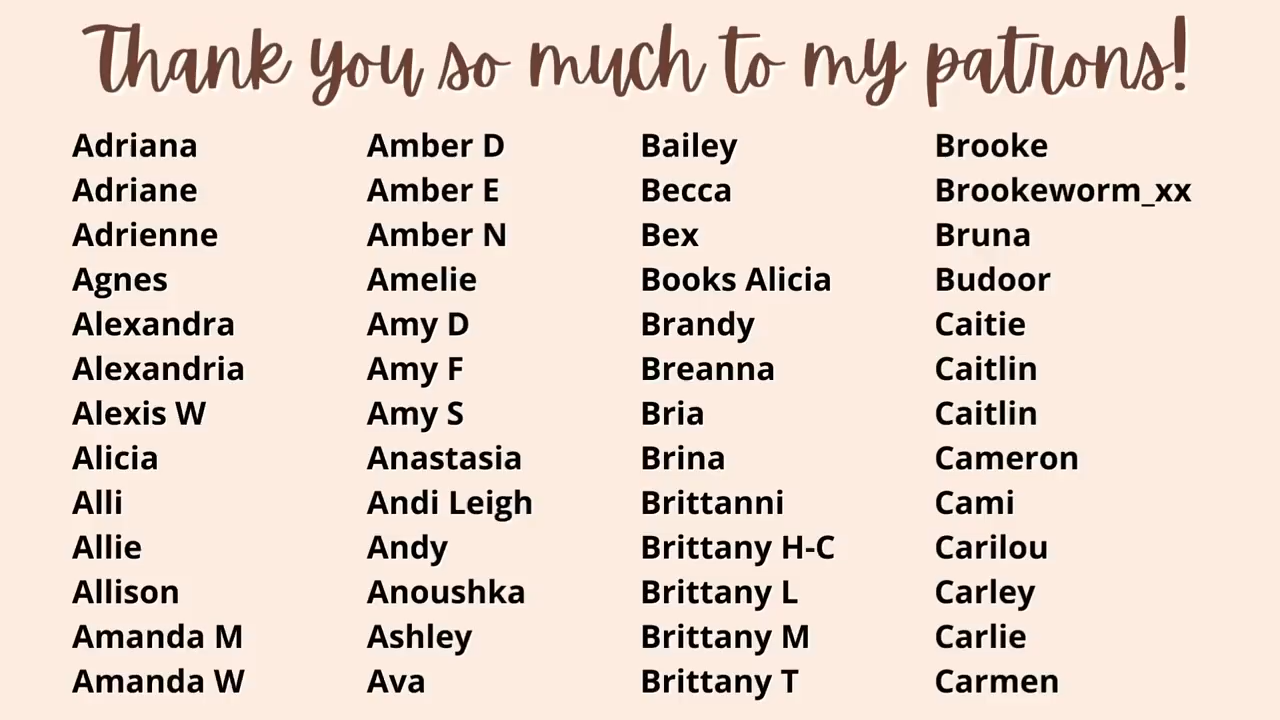 Thank you so much to my patrons!
Adriana
Adriane
Adrienne
Agnes
Alexandra
Alexandria
Alexis W
Alicia
Alli
Allie
Allison
Amanda M
Amanda W
Amber D
Amber E
Amber N
Amelie
Amy D
Amy F
Amy S
Anastasia
Andi Leigh
Andy
Anoushka
Ashley
Ava
Bailey
Becca
Bex
Books Alicia
Brandy
Breanna
Bria
Brina
Brittanni
Brittany H-C
Brittany L
Brittany M
Brittany T
Brooke
Brookeworm_xx
Bruna
Budoor
Caitie
Caitlin
Caitlin
Cameron
Cami
Carilou
Carley
Carlie
Carmen